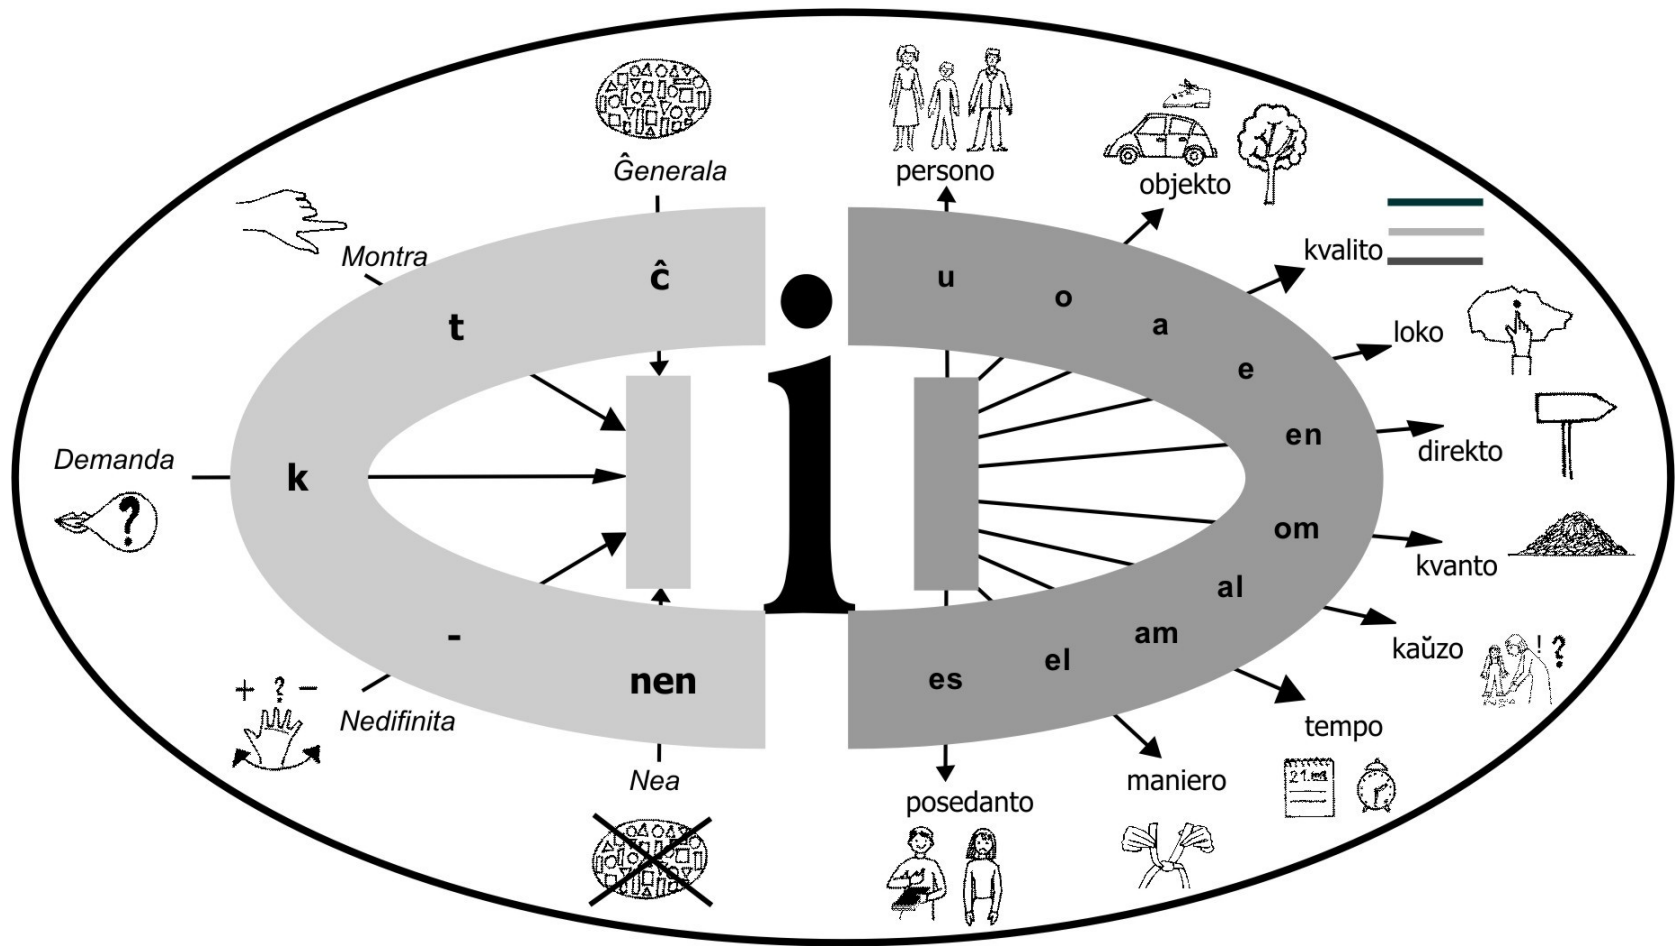 Ĝenerala
persono
objekto
Montra
kvalito
ĉ
u
o
t
a
loko
e
i
Demanda
k
en
direkto
?
om
kvanto
al
-
am
kaŭzo
! ?
nen
es
el
+ ? −
Nedifinita
tempo
Nea
maniero
posedanto